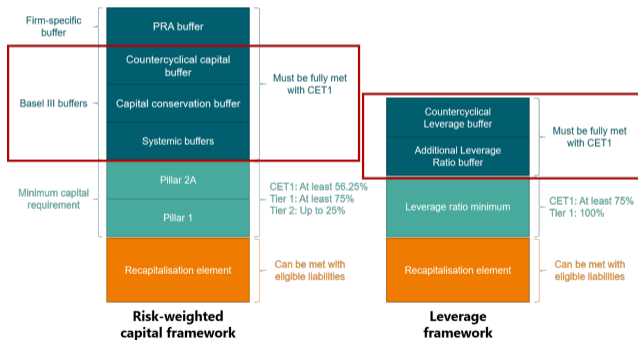 Firm-specific
buffer
PRA buffer
Countercyclical capital
buffer
Capital conservation buffer
Systemic buffers
Basel III buffers
Must be fully met
with CET1
Pillar 2A
Pillar 1
Minimum capital
requirement
CET1: At least 56.25%
Tier 1: At least 75%
Tier 2: Up to 25%
Recapitalisation element
Can be met with
eligible liabilities
Risk-weighted
capital framework
Countercyclical
Leverage buffer
Additional Leverage
Ratio buffer
Must be fully met
with CET1
Leverage ratio minimum
CET1: At least 75%
Tier 1: 100%
Recapitalisation element
Can be met with
eligible liabilities
Leverage
framework